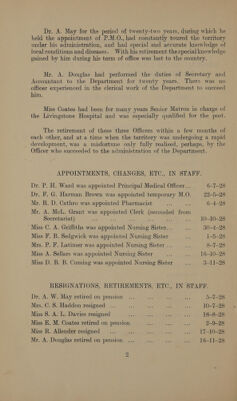 Dr. A. May for the period of twenty-two years, during which he
held the appointment of P.M.O., had constantly toured the territory
under his administration, and had special and accurate knowledge of
local conditions and diseases. With his retirement the special knowledge
gained by him during his term of office was lost to the country.
Mr. A. Douglas had performed the duties of Secretary and
Accountant to the Department for twenty years. There was no
officer experienced in the clerical work of the Department to succeed
him.
Miss Coates had been for many years Senior Matron in charge of
the Livingstone Hospital and was especially qualified for the post.
The retirement of these three Officers within a few months of
each other, and at a time when the territory was undergoing a rapid
development, was a misfortune only fully realised, perhaps, by the
Officer who succeeded to the administration of the Department.
APPOINTMENTS, CHANGES, ETC., IN STAFF.
Dr. P. H. Ward was appointed Principal Medical Officer ... 6-7-28
Dr. F. G. Harman Brown was appointed temporary M.O. 22-5-28
Mr. R. D. Cuthro was appointed Pharmacist ... ... 6-4-28
Mr. A. McL. Grant was appointed Clerk (seconded from
Secretariat) ... ... ... ... ... 10-10-28
Miss C. A. Griffiths was appointed Nursing Sister ... ... 30-4-28
Miss F. B. Sedgwick was appointed Nursing Sister ... 1-5-28
Mrs. P. F. Latimer was appointed Nursing Sister ... ... 8-7-28
Miss A. Sellars was appointed Nursing Sister ... ... 16-10-28
Miss D. B. B. Cuming was appointed Nursing Sister ... 3-11-28
RESIGNATIONS, RETIREMENTS, ETC., IN STAFF.
Dr. A. W. May retired on pension ... ... ... ... 5-7-28
Mrs. C. S. Haddon resigned ... ... ... ... 10-7-28
Miss S. A. L. Davies resigned ... ... ... 18-8-28
Miss E. M. Coates retired on pension ... ... ... 2-9-28
Miss R. Allender resigned ... ... ... ... 17-10-28
Mr. A. Douglas retired on pension ... ... ... ... 16-11-28
2